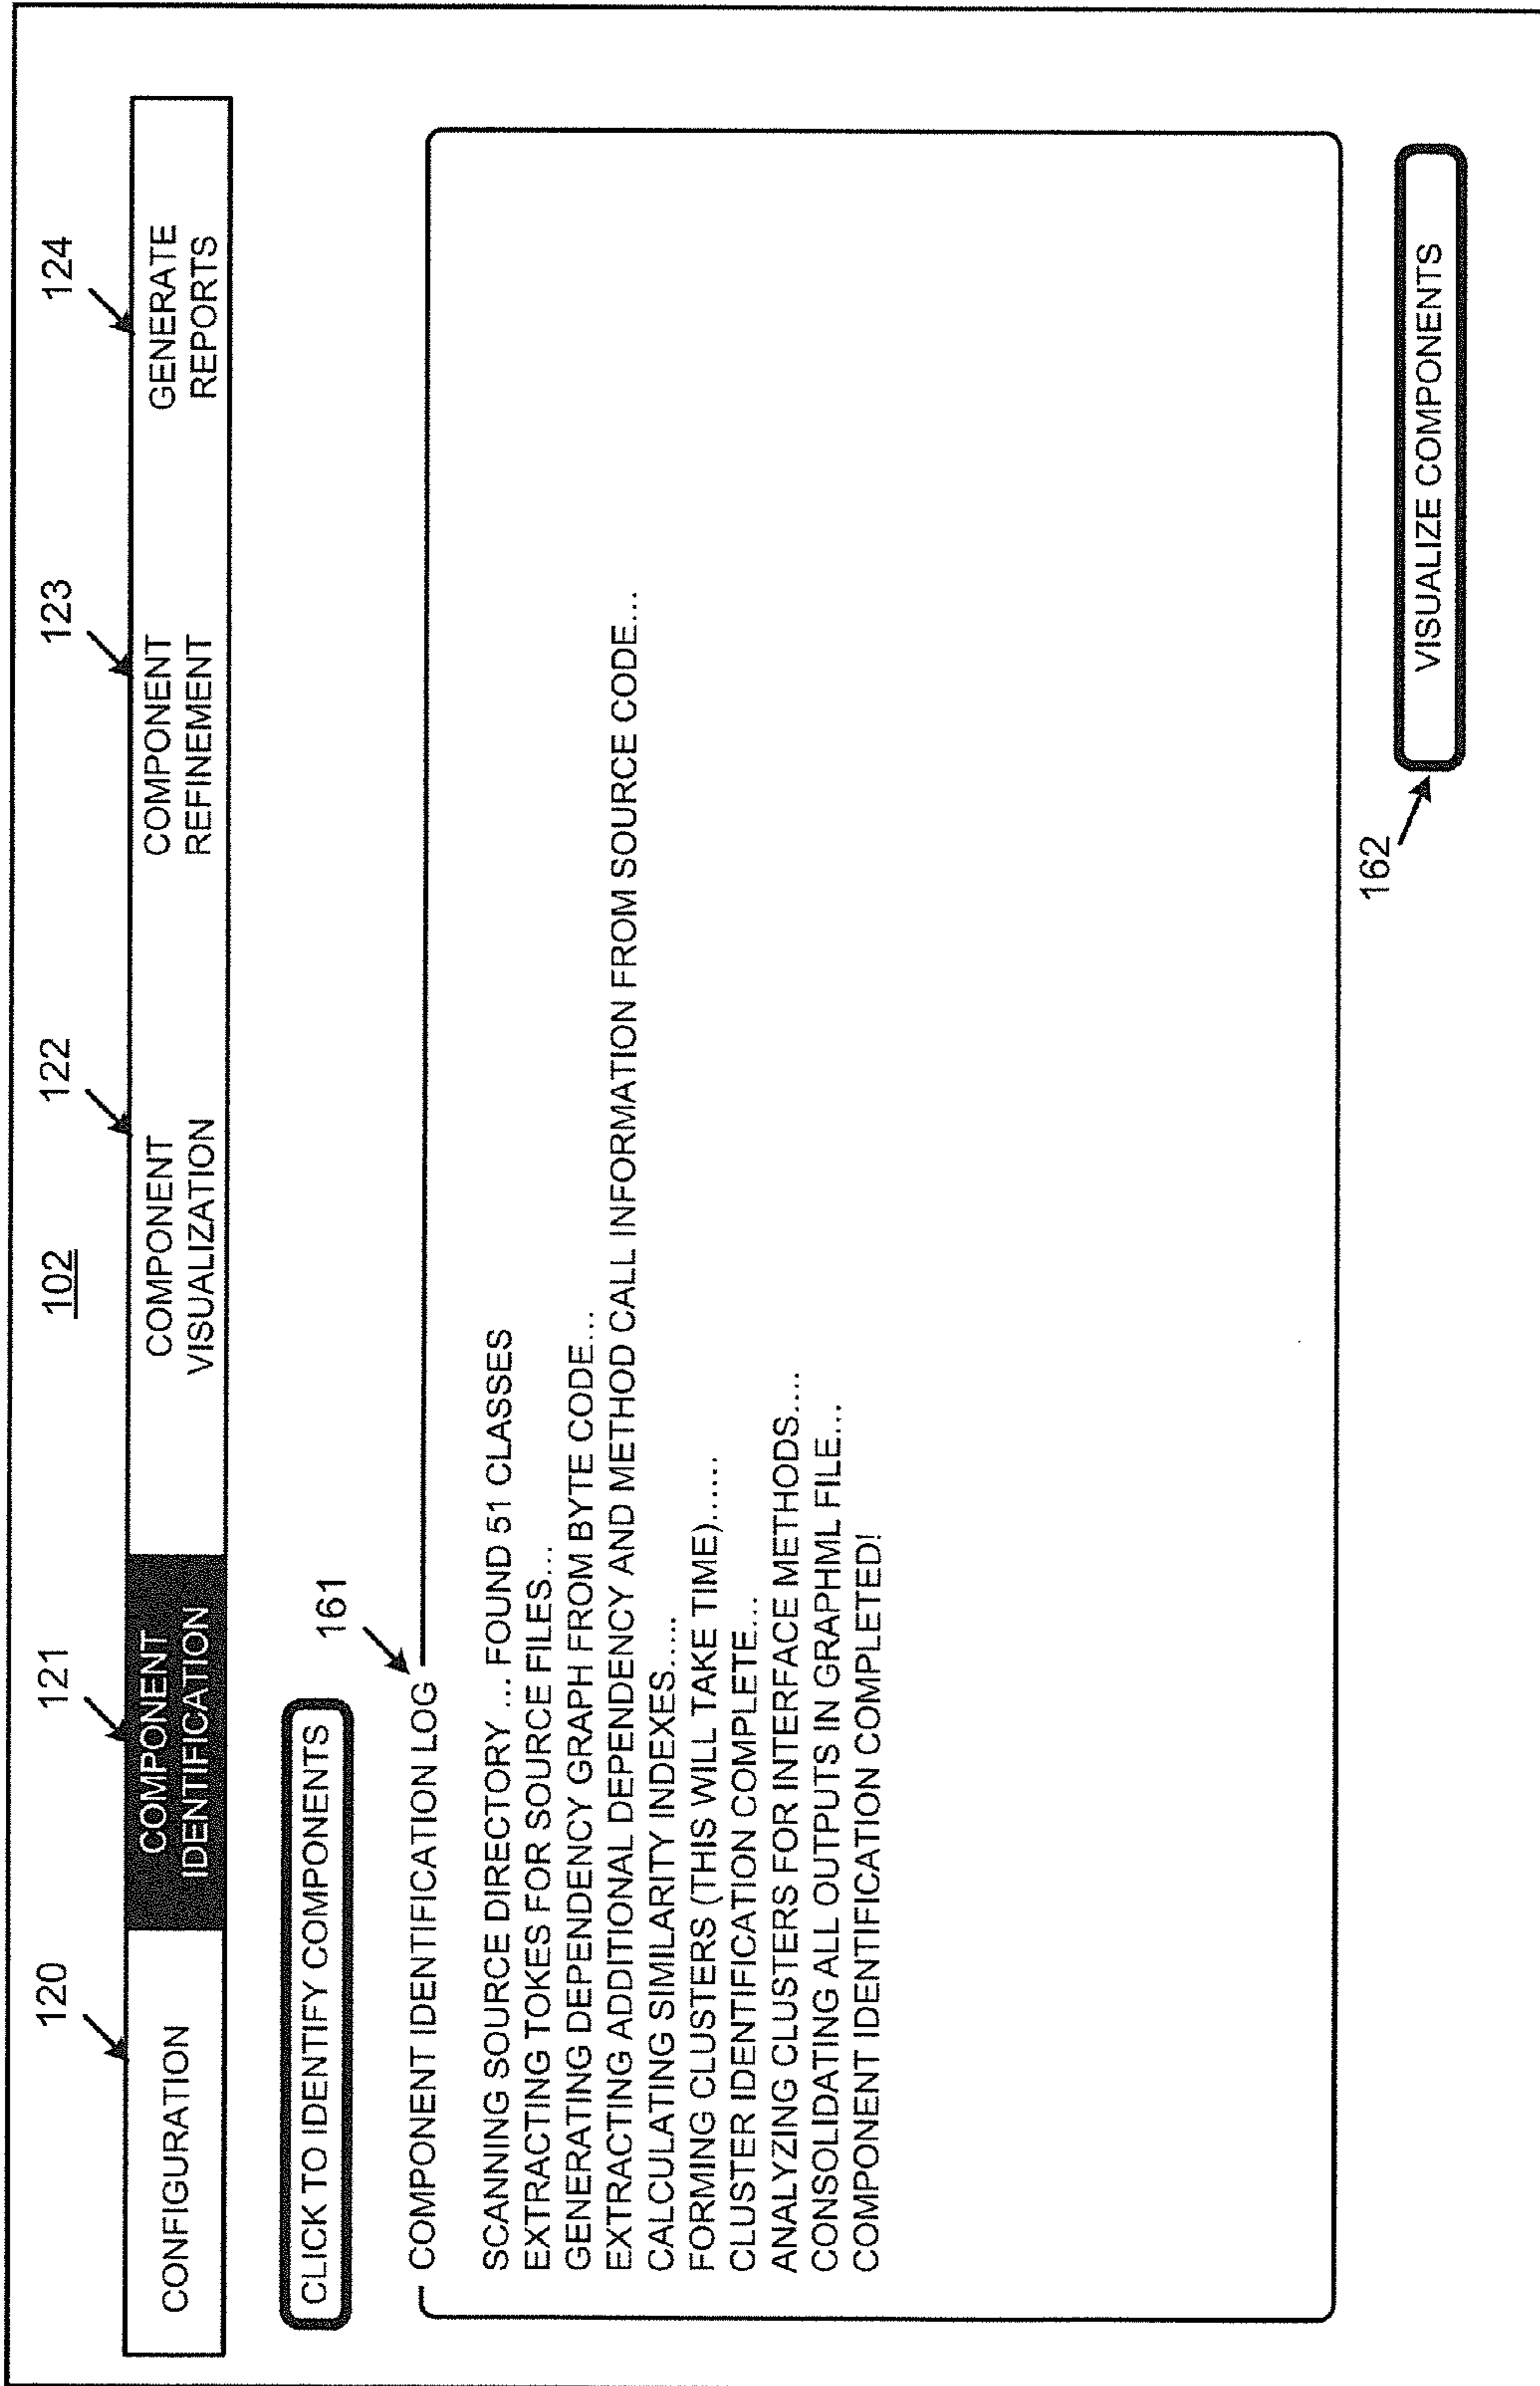 102
120
121
122
123
124
CONFIGURATION
COMPONENT
IDENTIFICATION
COMPONENT
VISUALIZATION
COMPONENT
REFINEMENT
GENERATE
REPORTS
CLICK TO IDENTIFY COMPONENTS
161
COMPONENT IDENTIFICATION LOG
SCANNING SOURCE DIRECTORY ... FOUND 51 CLASSES
EXTRACTING TOKES FOR SOURCE FILES...
GENERATING DEPENDENCY GRAPH FROM BYTE CODE...
EXTRACTING ADDITIONAL DEPENDENCY AND METHOD CALL INFORMATION FROM SOURCE CODE...
CALCULATING SIMILARITY INDEXES.....
FORMING CLUSTERS (THIS WILL TAKE TIME)......
CLUSTER IDENTIFICATION COMPLETE...
ANALYZING CLUSTERS FOR INTERFACE METHODS....
CONSOLIDATING ALL OUTPUTS IN GRAPHML FILE...
COMPONENT IDENTIFICATION COMPLETED!
162
VISUALIZE COMPONENTS